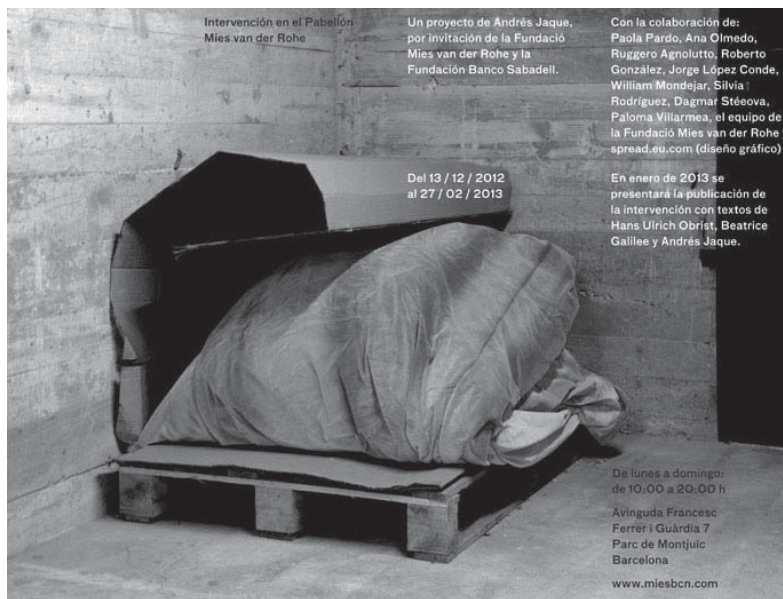 Intervención en el Pabellón
Mies van der Rohe
Un proyecto de Andrés Jaque,
por invitación de la Fundació
Mies van der Rohe y la
Fundación Banco Sabadell.
Con la colaboración de:
Paola Pardo, Ana Olmedo,
Ruggero Agnolutto, Roberto
González, Jorge López Conde,
William Mondejar, Silvia
Rodríguez, Dagmar Stéeova,
Paloma Villarmea, el equipo de
la Fundació Mies van der Rohe
spread.eu.com (diseño gráfico)
Del 13 / 12 / 2012
al 27 / 02 / 2013
En enero de 2013 se
presentará la publicación de
la intervención con textos de
Hans Ulrich Obrist, Beatrice
Galilee y Andrés Jaque.
De lunes a domingo:
de 10:00 a 20:00 h
Avinguda Francesc
Ferrer i Guàrdia 7
Parc de Montjuïc
Barcelona
www.miesbcn.com